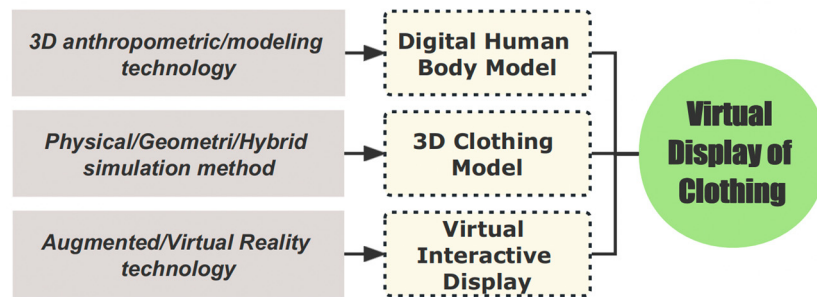 3D anthropometric/modeling
technology
Digital Human
Body Model
Physical/Geometri/Hybrid
simulation method
3D Clothing
Model
Augmented/Virtual Reality
technology
Virtual
Interactive
Display
Virtual
Display of
Clothing